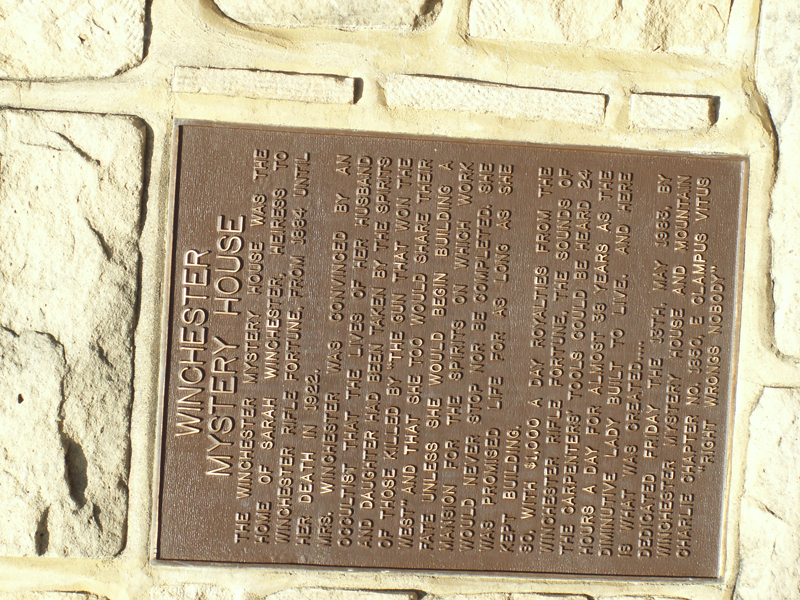 WINCHESTER
MYSTERY HOUSE
THE WINCHESTER MYSTERY HOUSE WAS THE
HOME OF SARAH WINCHESTER, HEIRESS TO
WINCHESTER RIFLE FORTUNE, FROM 1884 UNTIL
HER DEATH IN 1922.
MRS. WINCHESTER WAS CONVINCED BY AN
OCCULTIST THAT THE LIVES OF HER HUSBAND
AND DAUGHTER HAD BEEN TAKEN BY THE SPIRITS
OF THOSE KILLED BY "THE GUN THAT WON THE
WEST" AND THAT SHE TOO WOULD SHARE THEIR
FATE UNLESS SHE WOULD BEGIN BUILDING A
MANSION FOR THE SPIRITS ON WHICH WORK
WOULD NEVER STOP NOR BE COMPLETED. SHE
WAS PROMISED LIFE FOR AS LONG AS SHE
KEPT BUILDING.
SO, WITH $1,000 A DAY ROYALTIES FROM THE
WINCHESTER RIFLE FORTUNE, THE SOUNDS OF
THE CARPENTERS' TOOLS COULD BE HEARD 24
HOURS A DAY FOR ALMOST 38 YEARS AS THE
DIMINUTIVE LADY BUILT TO LIVE. AND HERE
IS WHAT WAS CREATED....
DEDICATED FRIDAY THE 13TH, MAY 1983, BY
WINCHESTER MYSTERY HOUSE AND MOUNTAIN
CHARLIE CHAPTER NO. 1850, E CLAMPUS VITUS
"RIGHT WRONGS NOBODY"